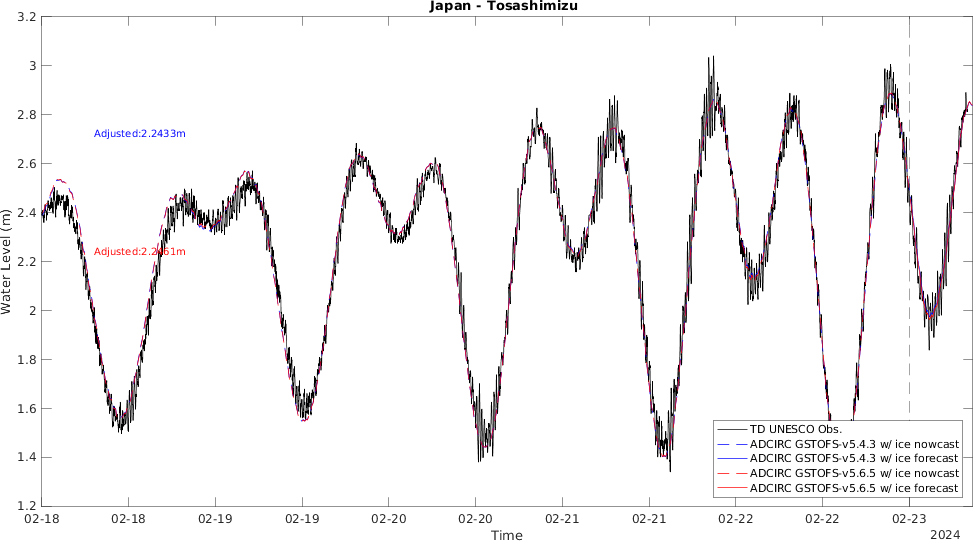 Japan - Tosashimizu
3.2
3
2.8
2.6
2.4
2.2
2
1.8
1.6
1.4
1.2
Water Level (m)
Adjusted:2.2433m
Adjusted:2.2461m
TD UNESCO Obs.
ADCIRC GSTOFS-v5.4.3 w/ ice nowcast
ADCIRC GSTOFS-v5.4.3 w/ ice forecast
ADCIRC GSTOFS-v5.6.5 w/ ice nowcast
ADCIRC GSTOFS-v5.6.5 w/ ice forecast
02-18 02-18 02-19 02-19 02-20 02-20 02-21 02-21 02-22 02-22 02-23
Time
2024